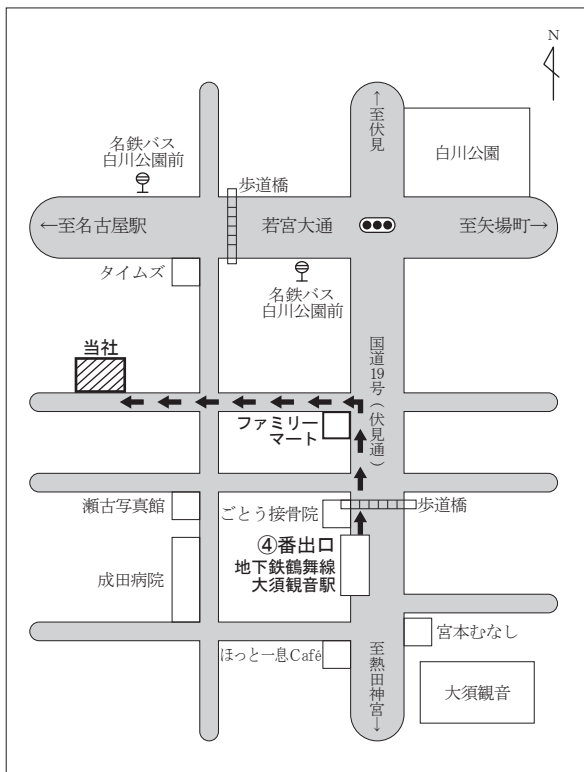 N
←至伏見
白川公園
名鉄バス
白川公園前
歩道橋
←至名古屋駅
若宮大通
至矢場町→
タイムズ
名鉄バス
白川公園前
当社
国道19号(伏見通)
ファミリー
マート
瀬古写真館
ごとう接骨院
歩道橋
④番出口
地下鉄鶴舞線
大須観音駅
成田病院
宮本むなし
ほっと一息Café
至熱田神宮→
大須観音